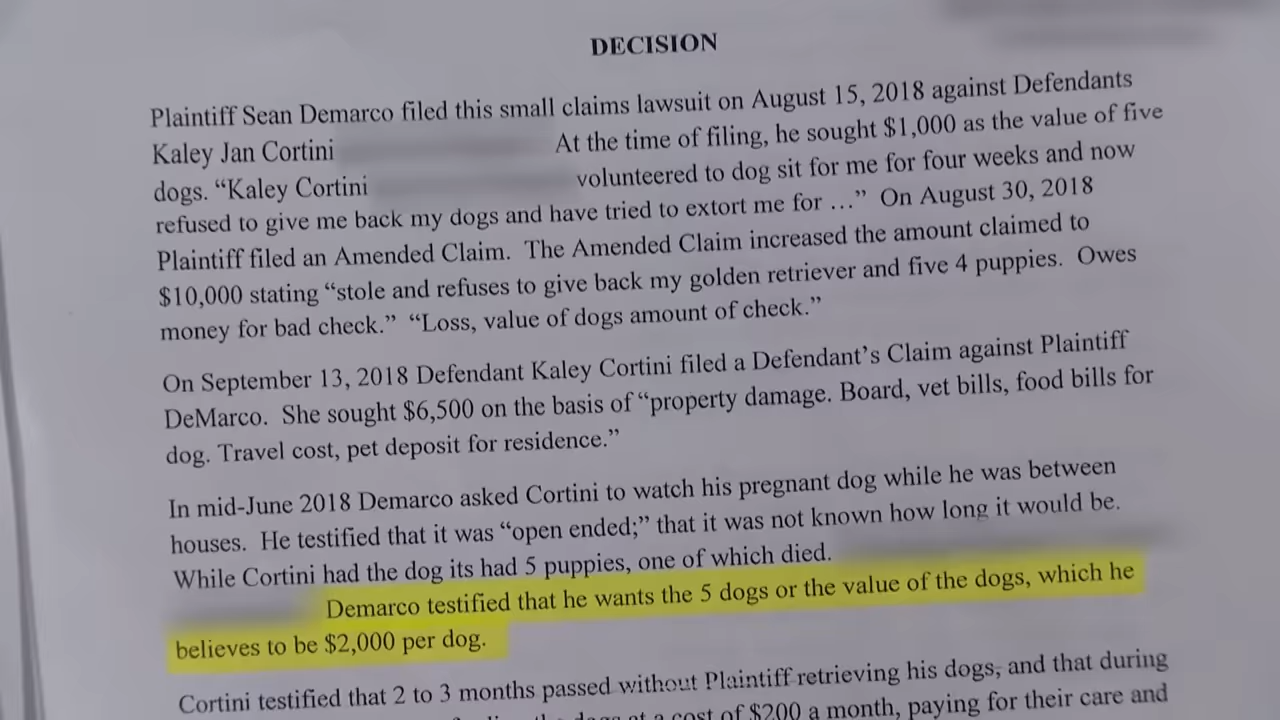 DECISION
Plaintiff Sean Demarco filed this small claims lawsuit on August 15, 2018 against Defendants
Kaley Jan Cortini At the time of filing, he sought $1,000 as the value of five
dogs. “Kaley Cortini volunteered to dog sit for me for four weeks and now
refused to give me back my dogs and have tried to extort me for …” On August 30, 2018
Plaintiff filed an Amended Claim. The Amended Claim increased the amount claimed to
$10,000 stating “stole and refuses to give back my golden retriever and five 4 puppies. Owes
money for bad check.” “Loss, value of dogs amount of check.”
On September 13, 2018 Defendant Kaley Cortini filed a Defendant’s Claim against Plaintiff
DeMarco. She sought $6,500 on the basis of “property damage. Board, vet bills, food bills for
dog. Travel cost, pet deposit for residence.”
In mid-June 2018 Demarco asked Cortini to watch his pregnant dog while he was between
houses. He testified that it was “open ended;” that it was not known how long it would be.
While Cortini had the dog its had 5 puppies, one of which died.
Demarco testified that he wants the 5 dogs or the value of the dogs, which he
believes to be $2,000 per dog.
Cortini testified that 2 to 3 months passed without Plaintiff retrieving his dogs, and that during
the dogs at a cost of $200 a month, paying for their care and